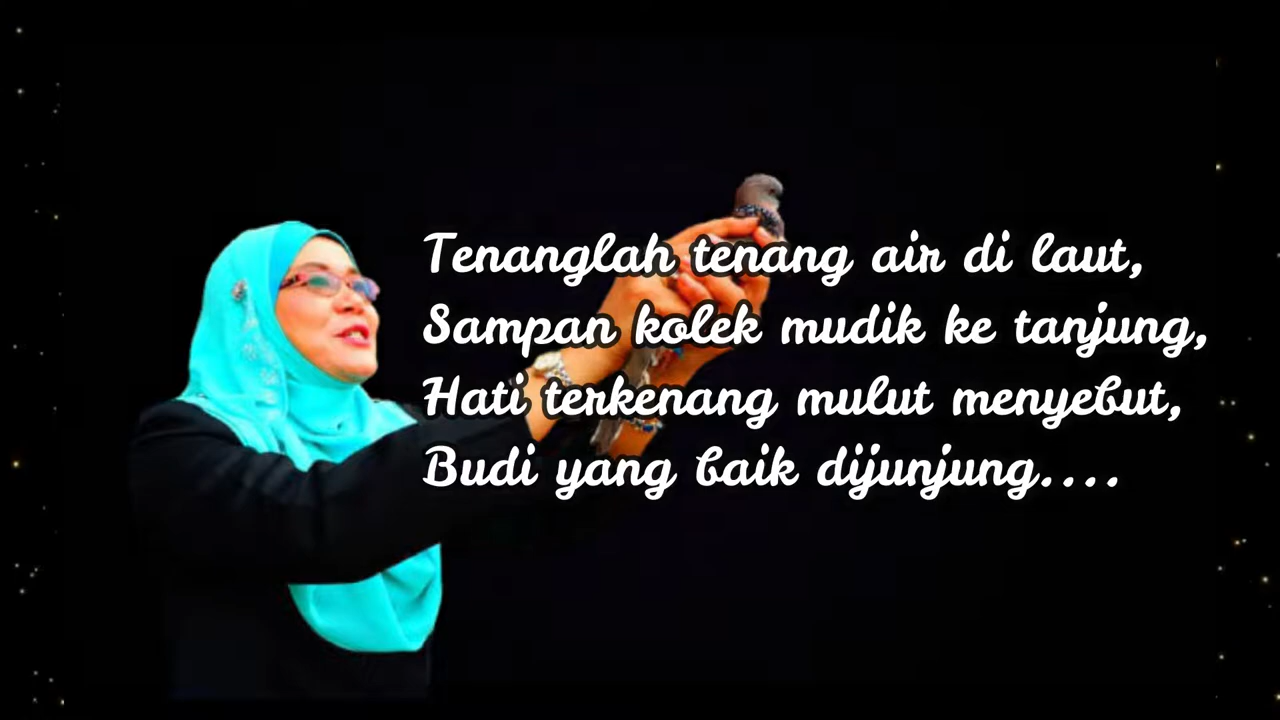 Tenanglah tenang air di laut,
Sampan kolek mudik ke tanjung,
Hati terkenang mulut menyebut,
Budi yang baik dijunjung....